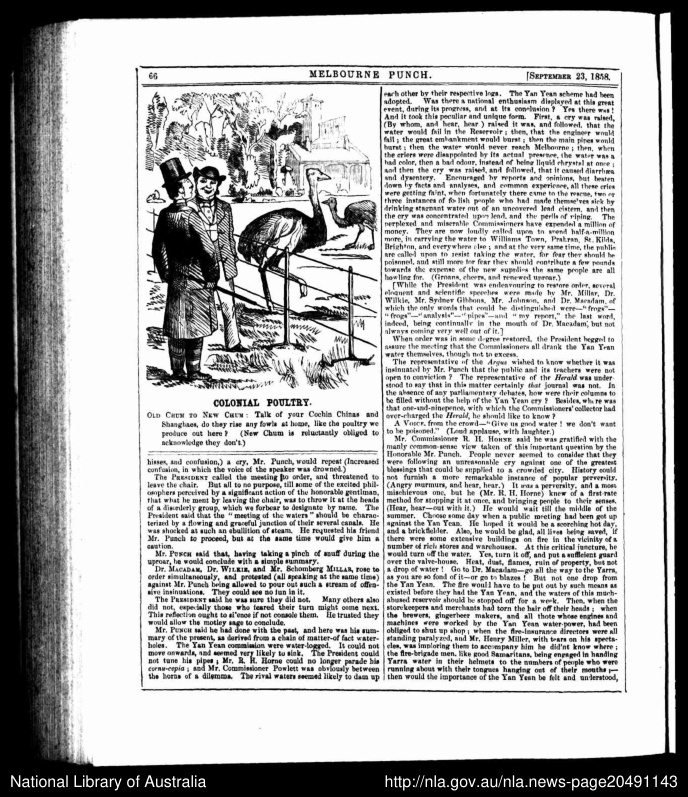 66
MELBOURNE PUNCH.
[SEPTEMBER 23, 1858.
COLONIAL POULTRY.
OLD CHUM TO NEW CHUM: Talk of your Cochin Chinas and
Shanghaes, do they rise any fowls at home, like the poultry we
produce out here? (New Chum is reluctantly obliged to
acknowledge they don't.)
hisses, and confusion,) a cry, Mr. Punch, would repeat (Increased
confusion, in which the voice of the speaker was drowned.)
The PRESIDENT called the meeting to order, and threatened to
leave the chair. But all to no purpose, till some of the excited phil-
osophers perceived by a significant action of the honorable gentleman,
that what he ment by leaving the chair, was to throw it at the heads
of a disorderly group, which we forbear to designate by name. The
President said that the "meeting of the waters" should be charac-
terized by a flowing and graceful junction of their several canals. He
was shocked at such an ebullition of steam. He requested his friend
Mr. Punch to proceed, but at the same time would give him a
caution.
Mr. PUNCH said that, having taken a pinch of snuff during the
uproar, he would conclude with a simple summary.
Dr. MACADAM, Dr. WILKIE, and Mr. Schomberg MILLAR, rose to
order simultaneously, and protested (all speaking at the same time)
against Mr. Punch being allowed to pour out such a stream of offen-
sive insinuations. They could see no fun in it.
The PRESIDENT said he was sure they did not. Many others also
did not, especially those who feared their turn might come next.
This reflection ought to silence if not console them. He trusted they
would allow the motley sage to conclude.
Mr. PUNCH said he had done with the past, and here was his sum-
mary of the present, as derived from a chain of matter-of fact water-
holes. The Yan Yean commission were water-logged. It could not
move onwards, and seemed very likely to sink. The President could
not tune his pipes; Mr. R. H. Horne could no longer parade his
cornu-copia; and Mr. Commissioner Powlett was obviously between
the horns of a dilemma. The rival waters seemed likely to dam up
each other by their respective logs. The Yan Yean scheme had been
adopted. Was there a national enthusiasm displayed at this great
event, during its progress, and at its conclusion? Yes there was!
And it took this peculiar and unique form. First, a cry was raised,
(By whom, and hear, hear) raised it was, and followed, that the
water would fail in the Reservoir; then, that the engineer would
fall; the great embankment would burst; then the main pipes would
burst; then the water would never reach Melbourne; then, when
the criers were disappointed by its actual presence, the water was a
bad color, then a bad odour, instead of being liquid chrystal at once;
and then the cry was raised, and followed, that it caused diarrhœa
and dysentery. Encouraged by reports and opinions, but beaten
down by facts and analyses, and common experience, all these cries
were getting faint, when fortunately there came to the rescue, two or
three instances of foolish people who had made themselves sick by
drinking stagnant water out of an uncovered lead cistern, and then
the cry was concentrated upon lead, and the perils of piping. The
perplexed and miserable Commissioners have expended a million of
money. They are now loudly called upon to spend half-a-million
more, in carrying the water to Williams Town, Prahran, St. Kilda,
Brighton, and everywhere else; and at the very same time, the public
are called upon to resist taking the water, for fear they should be
poisoned, and still more for fear they should contribute a few pounds
towards the expense of the new supplies the same people are all
howling for. (Groans, cheers, and renewed uproar.)
[While the President was endeavouring to restore order, several
eloquent and scientific speeches were made by Mr. Millar, Dr.
Wilkie, Mr. Sydney Gibbons, Mr. Johnson, and Dr. Macadam, of
which the only words that could be distinguished were—"frogs"—
"frogs"—"analysis"—"pipes"—and "my report," the last word,
indeed, being continually in the mouth of Dr. Macadam, but not
always coming very well out of it.]
When order was in some degree restored, the President begged to
assure the meeting that the Commissioners all drank the Yan Yean
water themselves, though not to excess.
The representative of the Argus wished to know whether it was
insinuated by Mr. Punch that the public and its teachers were not
open to conviction? The representative of the Herald was under-
stood to say that in this matter certainly that journal was not. In
the absence of any parliamentary debates, how were their columns to
be filled without the help of the Yan Yean cry? Besides, where was
that one-and-ninepence, with which the Commissioners' collector had
over-charged the Herald, he should like to know?
A VOICE, from the crowd—"Give us good water! we don't want
to be poisoned." (Loud applause, with laughter.)
Mr. Commissioner R. H. HORNE said he was gratified with the
manly common-sense view taken of this important question by the
Honorable Mr. Punch. People never seemed to consider that they
were following an unreasonable cry against one of the greatest
blessings that could be supplied to a crowded city. History could
not furnish a more remarkable instance of popular perversity.
(Angry murmurs, and hear, hear.) It was a perversity, and a most
mischievous one, but he (Mr. R. H. Horne) knew of a first-rate
method for stopping it at once, and bringing people to their senses.
(Hear, hear—out with it.) He would wait till the middle of the
summer. Choose some day when a public meeting had been got up
against the Yan Yean. He hoped it would be a scorching hot day,
and a brickfielder. Also, he would be glad, all lives being saved, if
there were some extensive buildings on fire in the vicinity of a
number of rich stores and warehouses. At this critical juncture, he
would turn off the water. Yes, turn it off, and put a sufficient guard
over the valve-house. Heat, dust, flames, ruin of property, but not
a drop of water! Go to Dr. Macadam—go all the way to the Yarra,
as you are so fond of it—or go to blazes! But not one drop from
the Yan Yean. The fire would have to be put out by such means as
existed before they had the Yan Yean, and the waters of this much-
abused reservoir should be stopped off for a week. Then, when the
storekeepers and merchants had torn the hair off their heads; when
the brewers, gingerbeer makers, and all those whose engines and
machines were worked by the Yan Yean water-power, had been
obliged to shut up shop; when the fire-insurance directors were all
standing paralyzed, and Mr. Henry Miller, with tears on his specta-
cles, was imploring them to accompany him he did'nt know where;
the fire-brigade men, like good Samaritans, being engaged in handing
Yarra water in their helmets to the numbers of people who were
running about with their tongues hanging out of their mouths—
then would the importance of the Yan Yean be felt and understood,
National Library of Australia
http://nla.gov.au/nla.news-page20491143